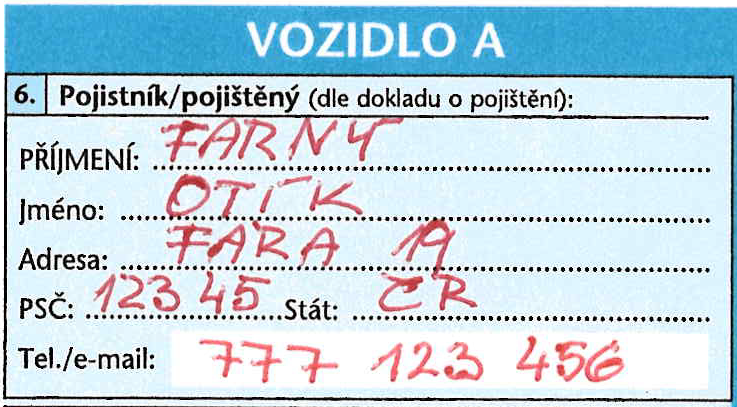 VOZIDLO A
6. Pojistník/pojištěný (dle dokladu o pojištění):
PŘÍJMENÍ: FARNÝ
Jméno: OTÍK
Adresa: FARA 19
PSČ: 123 45 Stát: ČR
Tel./e-mail: 777 123 456